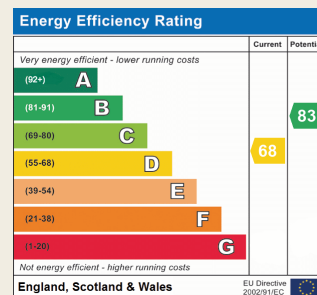 Energy Efficiency Rating
Current Potenti
Very energy efficient - lower running costs
(92+) A
(81-91) B
83
(69-80) C
(55-68) D 68
(39-54) E
(21-38) F
(1-20) G
Not energy efficient - higher running costs
England, Scotland & Wales
EU Directive
2002/91/EC